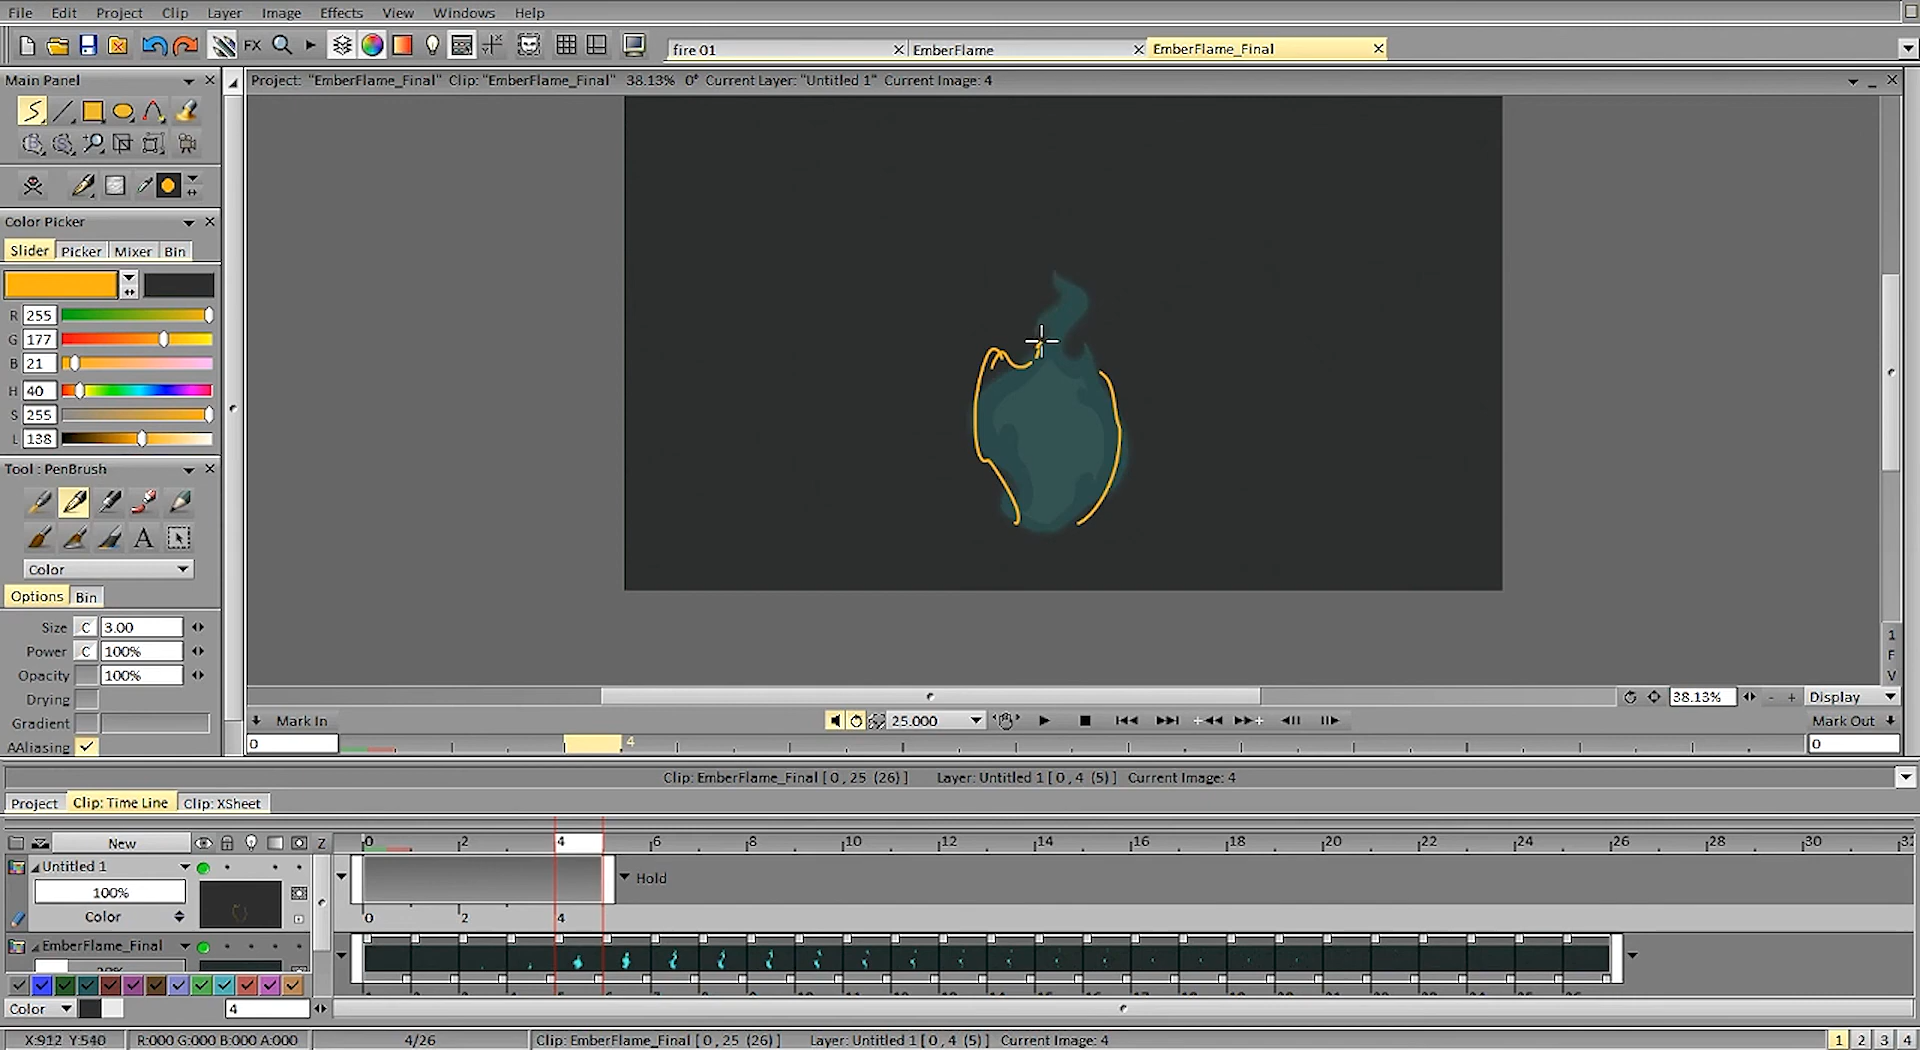 File Edit Project Clip Layer Image Effects View Windows Help
FX fire 01 EmberFlame EmberFlame_Final
Main Panel
Project: "EmberFlame_Final" Clip: "EmberFlame_Final" 38.13% 0° Current Layer: "Untitled 1" Current Image: 4
Color Picker
Slider Picker Mixer Bin
R 255
G 177
B 21
H 40
S 255
L 138
Tool : PenBrush
A
Color
Options Bin
Size C 3.00
Power C 100%
Opacity 100%
Drying
Gradient
AAliasing
1
F
V
38.13% - + Display
Mark In 25.000 Mark Out
0 4 0
Clip: EmberFlame_Final [ 0 , 25 (26) ] Layer: Untitled 1 [ 0 , 4 (5) ] Current Image: 4
Project Clip: Time Line Clip: XSheet
New Z 0 2 4 6 8 10 12 14 16 18 20 22 24 26 28 30 32
Untitled 1
100% Hold
Color 0 2 4
EmberFlame_Final
Color 4
X:912 Y:540 R:000 G:000 B:000 A:000 4/26 Clip: EmberFlame_Final [ 0 , 25 (26) ] Layer: Untitled 1 [ 0 , 4 (5) ] Current Image: 4 1 2 3 4